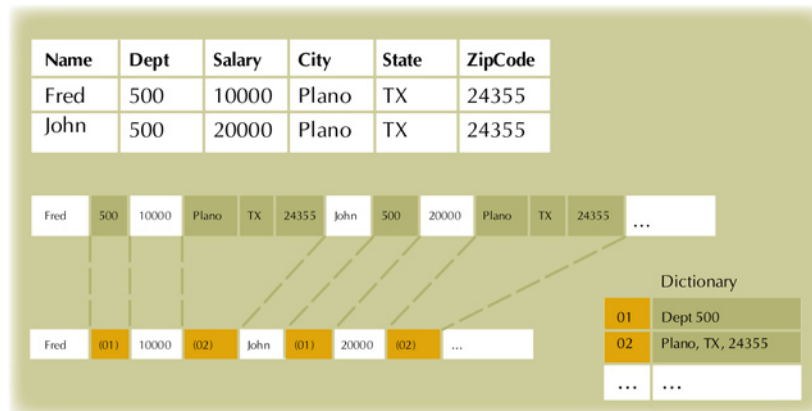 Name Dept Salary City State ZipCode
Fred 500 10000 Plano TX 24355
John 500 20000 Plano TX 24355
Fred 500 10000 Plano TX 24355 John 500 20000 Plano TX 24355 ...
Dictionary
01 Dept 500
02 Plano, TX, 24355
... ...
Fred (01) 10000 (02) John (01) 20000 (02) ...